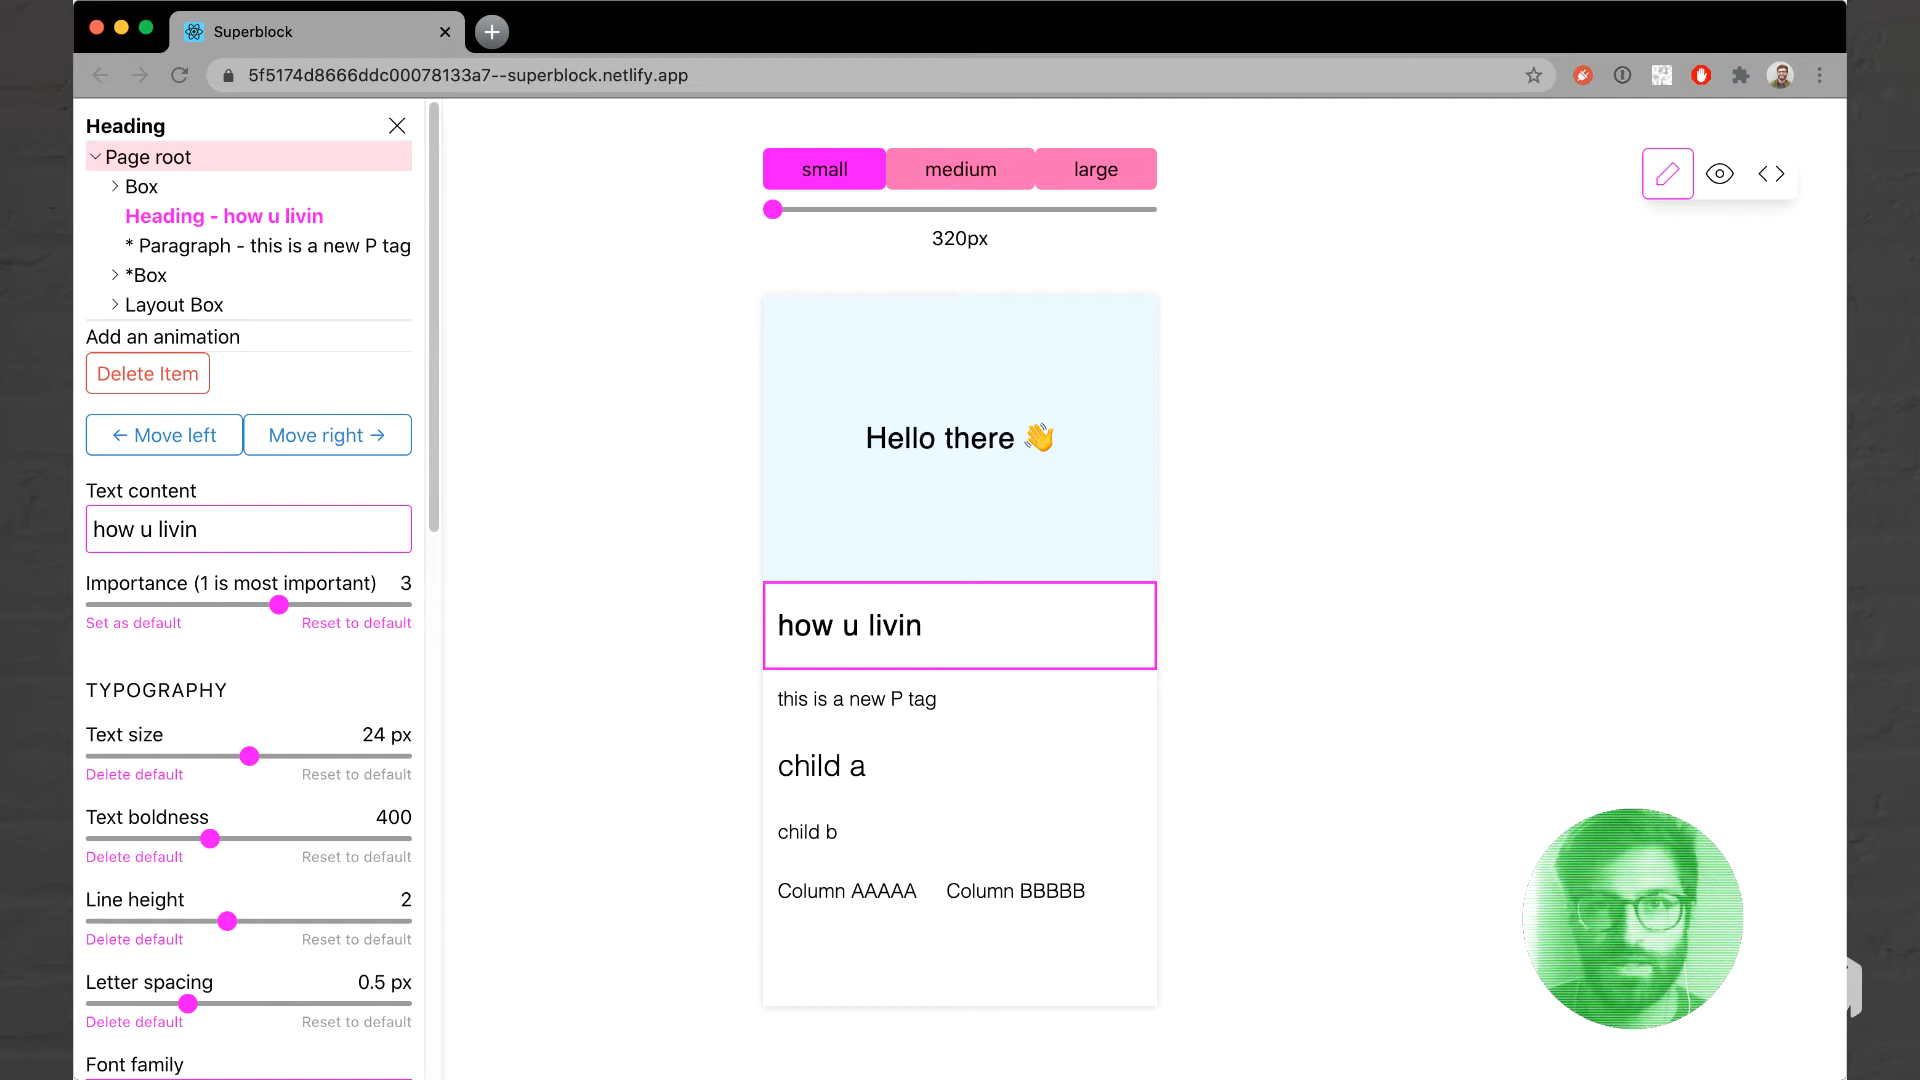 Superblock
5f5174d8666ddc00078133a7--superblock.netlify.app
Heading
Page root
Box
Heading - how u livin
* Paragraph - this is a new P tag
*Box
Layout Box
Add an animation
Delete Item
← Move left
Move right →
Text content
how u livin
Importance (1 is most important) 3
Set as default
Reset to default
TYPOGRAPHY
Text size 24 px
Delete default
Reset to default
Text boldness 400
Delete default
Reset to default
Line height 2
Delete default
Reset to default
Letter spacing 0.5 px
Delete default
Reset to default
Font family
small
medium
large
320px
Hello there 👋
how u livin
this is a new P tag
child a
child b
Column AAAAA
Column BBBBB